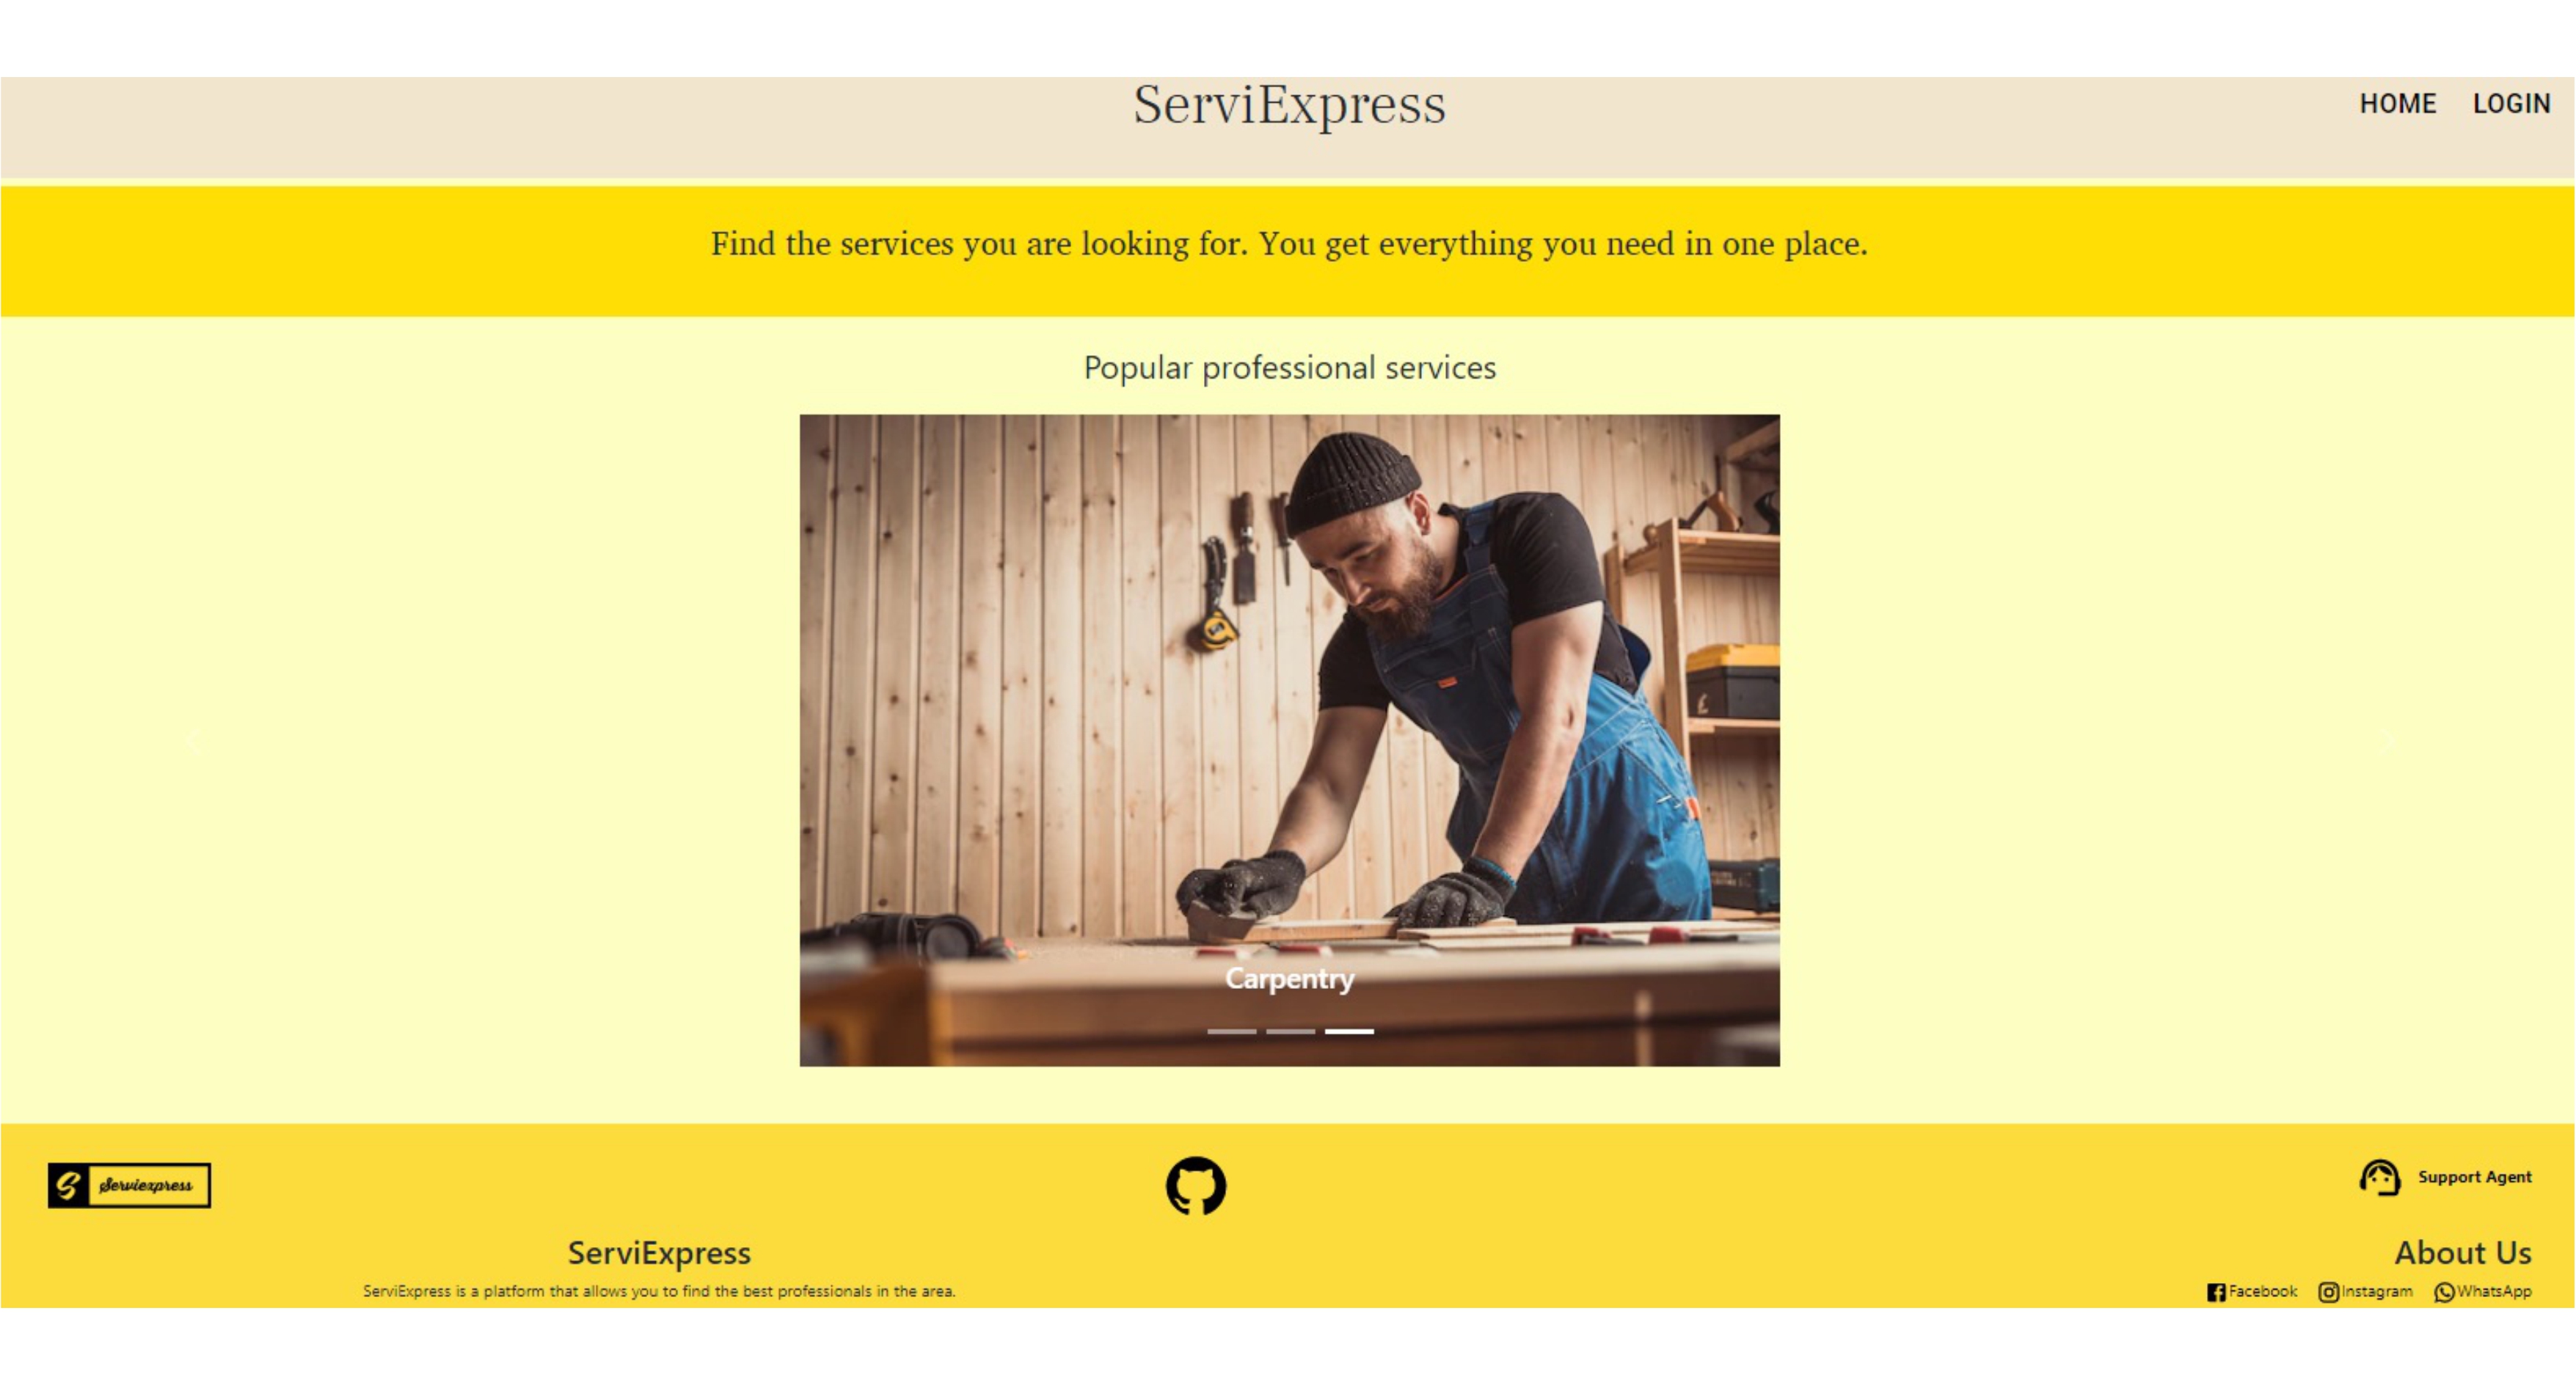 ServiExpress
HOME LOGIN
Find the services you are looking for. You get everything you need in one place.
Popular professional services
Carpentry
S Serviexpress
Support Agent
ServiExpress
About Us
ServiExpress is a platform that allows you to find the best professionals in the area.
Facebook Instagram WhatsApp